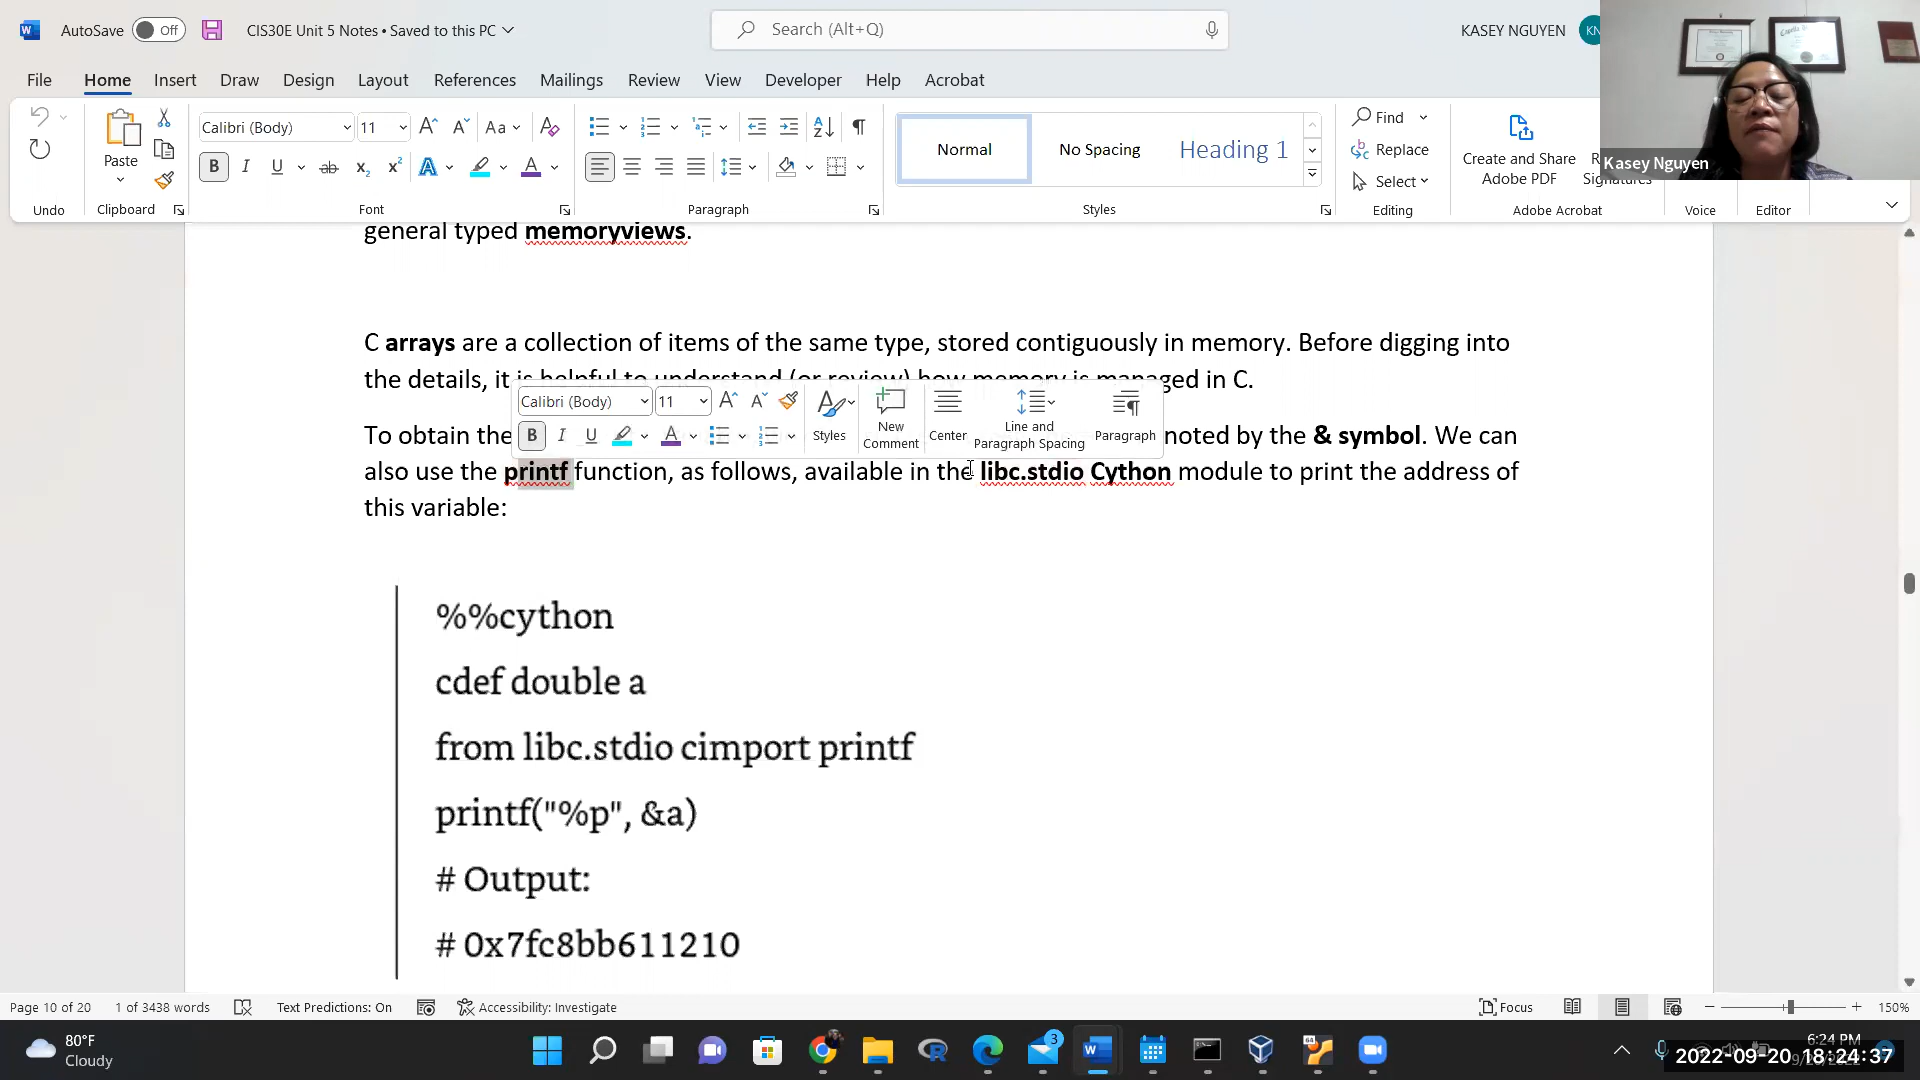 AutoSave Off CIS30E Unit 5 Notes • Saved to this PC Search (Alt+Q) KASEY NGUYEN KN
File Home Insert Draw Design Layout References Mailings Review View Developer Help Acrobat
Calibri (Body) 11 Aa
Paste
B I U ab x₂ x² A A
Normal No Spacing Heading 1
Find
Replace
Select
Create and Share
Adobe PDF
Signatures
Kasey Nguyen
Undo Clipboard Font Paragraph Styles Editing Adobe Acrobat Voice Editor
general typed memoryviews.
C arrays are a collection of items of the same type, stored contiguously in memory. Before digging into
the details, it is helpful to understand (or review) how memory is managed in C.
Calibri (Body) 11
B I U A Styles
New
Comment
Center
Line and
Paragraph Spacing
Paragraph
To obtain the noted by the & symbol. We can
also use the printf function, as follows, available in the libc.stdio Cython module to print the address of
this variable:
%%cython
cdef double a
from libc.stdio cimport printf
printf("%p", &a)
# Output:
# 0x7fc8bb611210
Page 10 of 20 1 of 3438 words Text Predictions: On Accessibility: Investigate Focus 150%
80°F
Cloudy
3
64
6:24 PM
2022-09-20 18:24:37